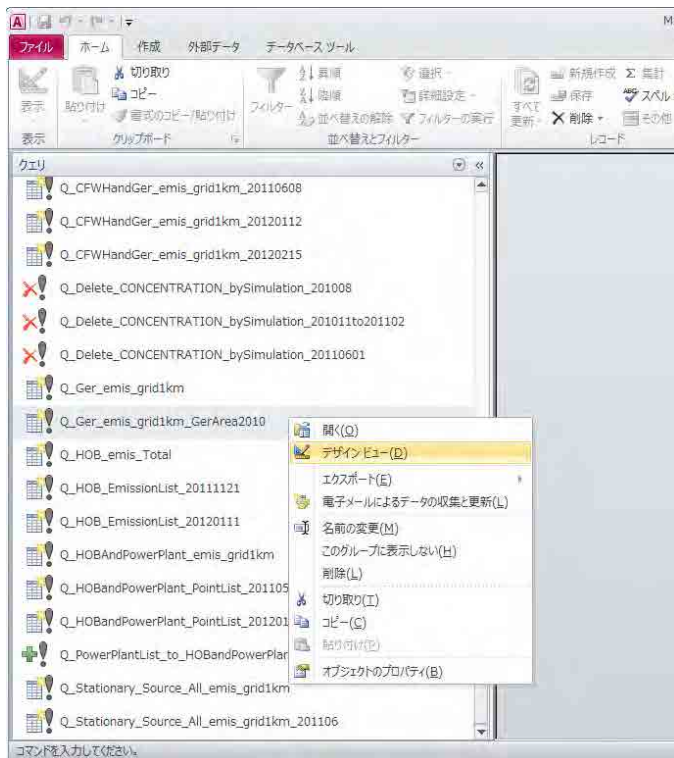 M
ファイル ホーム 作成 外部データ データベース ツール
表示
貼り付け
切り取り
コピー
書式のコピー/貼り付け
フィルター
昇順
降順
並べ替えの解除
選択
詳細設定
フィルターの実行
すべて更新
新規作成
保存
削除
集計
スペル
その他
表示 クリップボード 並べ替えとフィルター レコード
クエリ
Q_CFWHandGer_emis_grid1km_20110608
Q_CFWHandGer_emis_grid1km_20120112
Q_CFWHandGer_emis_grid1km_20120215
Q_Delete_CONCENTRATION_bySimulation_201008
Q_Delete_CONCENTRATION_bySimulation_201011to201102
Q_Delete_CONCENTRATION_bySimulation_20110601
Q_Ger_emis_grid1km
Q_Ger_emis_grid1km_GerArea2010
Q_HOB_emis_Total
Q_HOB_EmissionList_20111121
Q_HOB_EmissionList_20120111
Q_HOBAndPowerPlant_emis_grid1km
Q_HOBandPowerPlant_PointList_201105
Q_HOBandPowerPlant_PointList_201201
Q_PowerPlantList_to_HOBandPowerPlan
Q_Stationary_Source_All_emis_grid1km
Q_Stationary_Source_All_emis_grid1km_201106
開く(O)
デザイン ビュー(D)
エクスポート(E)
電子メールによるデータの収集と更新(L)
名前の変更(M)
このグループに表示しない(H)
削除(L)
切り取り(T)
コピー(C)
貼り付け(P)
オブジェクトのプロパティ(B)
コマンドを入力してください。